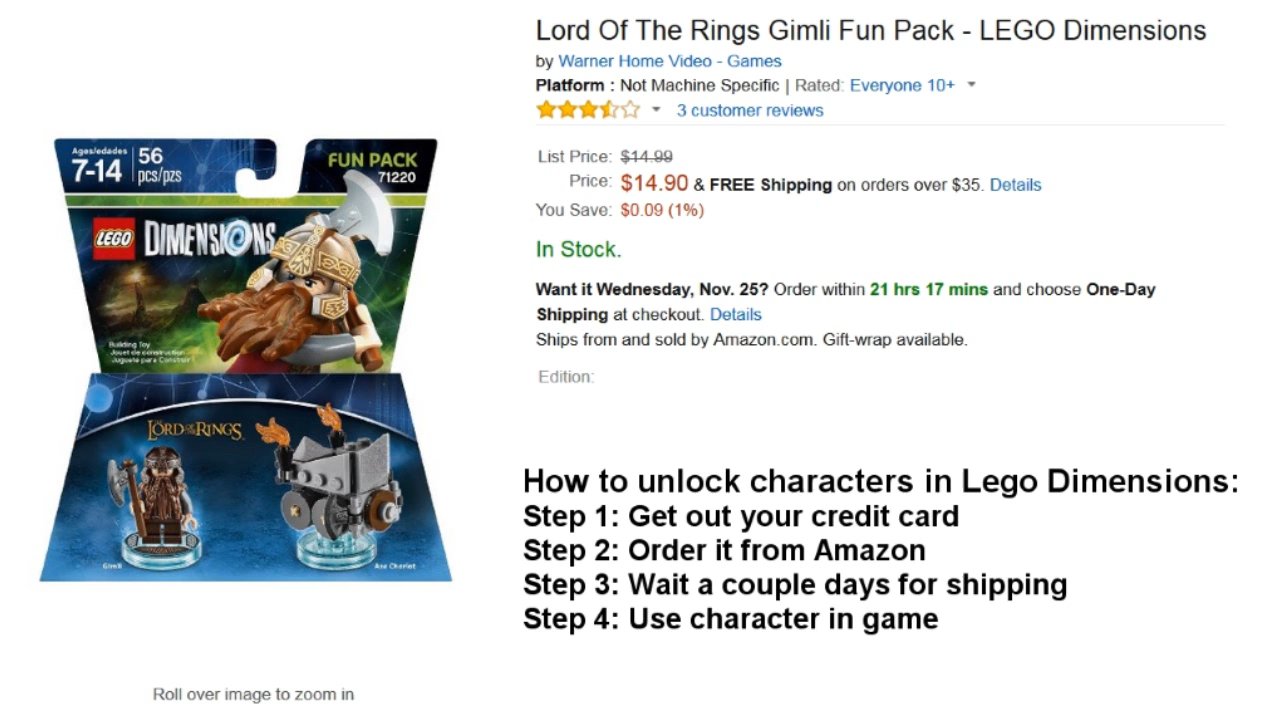 Lord Of The Rings Gimli Fun Pack - LEGO Dimensions
by Warner Home Video - Games
Platform : Not Machine Specific | Rated: Everyone 10+
3 customer reviews
List Price: $14.99
Price: $14.90 & FREE Shipping on orders over $35. Details
You Save: $0.09 (1%)
In Stock.
Want it Wednesday, Nov. 25? Order within 21 hrs 17 mins and choose One-Day
Shipping at checkout. Details
Ships from and sold by Amazon.com. Gift-wrap available.
Edition:
Ages/edades
7-14
56
pcs/pzs
FUN PACK
71220
LEGO DIMENSIONS
Building Toy
Jouet de construction
Juguete para Construir
THE LORD OF THE RINGS
Gimli
Axe Chariot
Roll over image to zoom in
How to unlock characters in Lego Dimensions:
Step 1: Get out your credit card
Step 2: Order it from Amazon
Step 3: Wait a couple days for shipping
Step 4: Use character in game